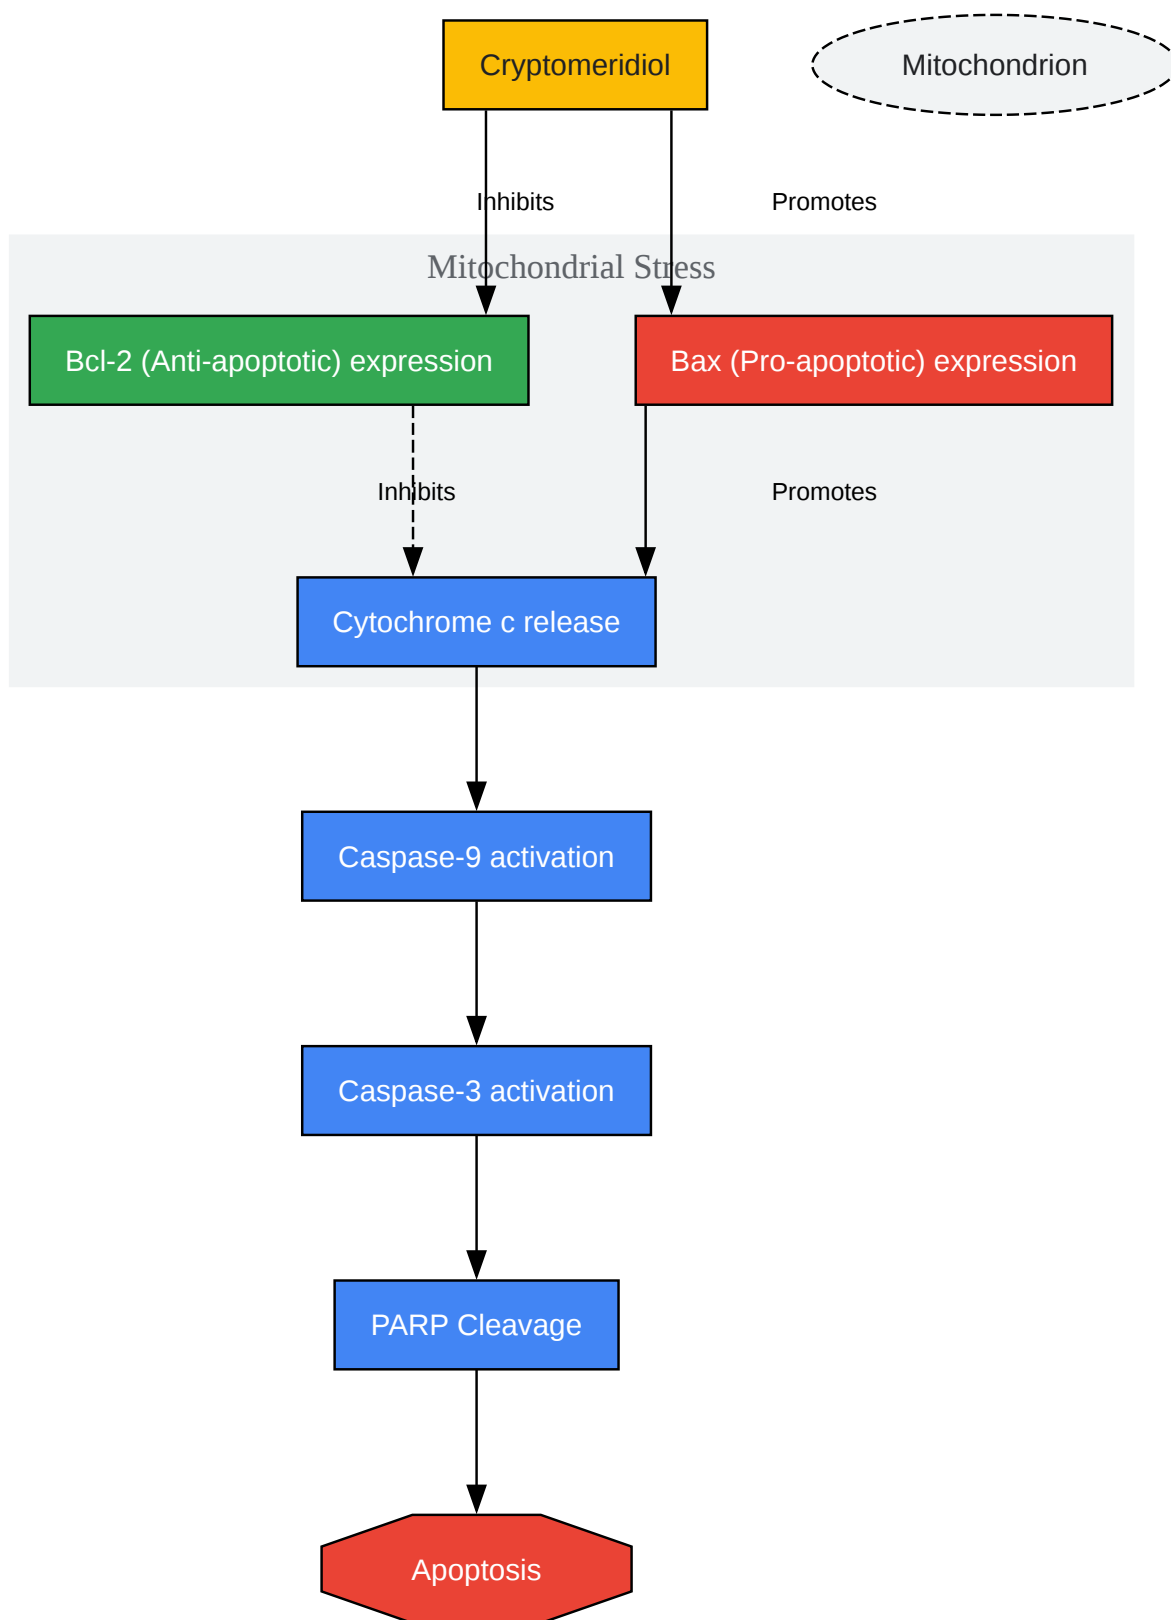 Cryptomeridiol
Mitochondrion
Inhibits
Promotes
Mitochondrial Stress
Bcl-2 (Anti-apoptotic) expression
Bax (Pro-apoptotic) expression
Inhibits
Promotes
Cytochrome c release
Caspase-9 activation
Caspase-3 activation
PARP Cleavage
Apoptosis